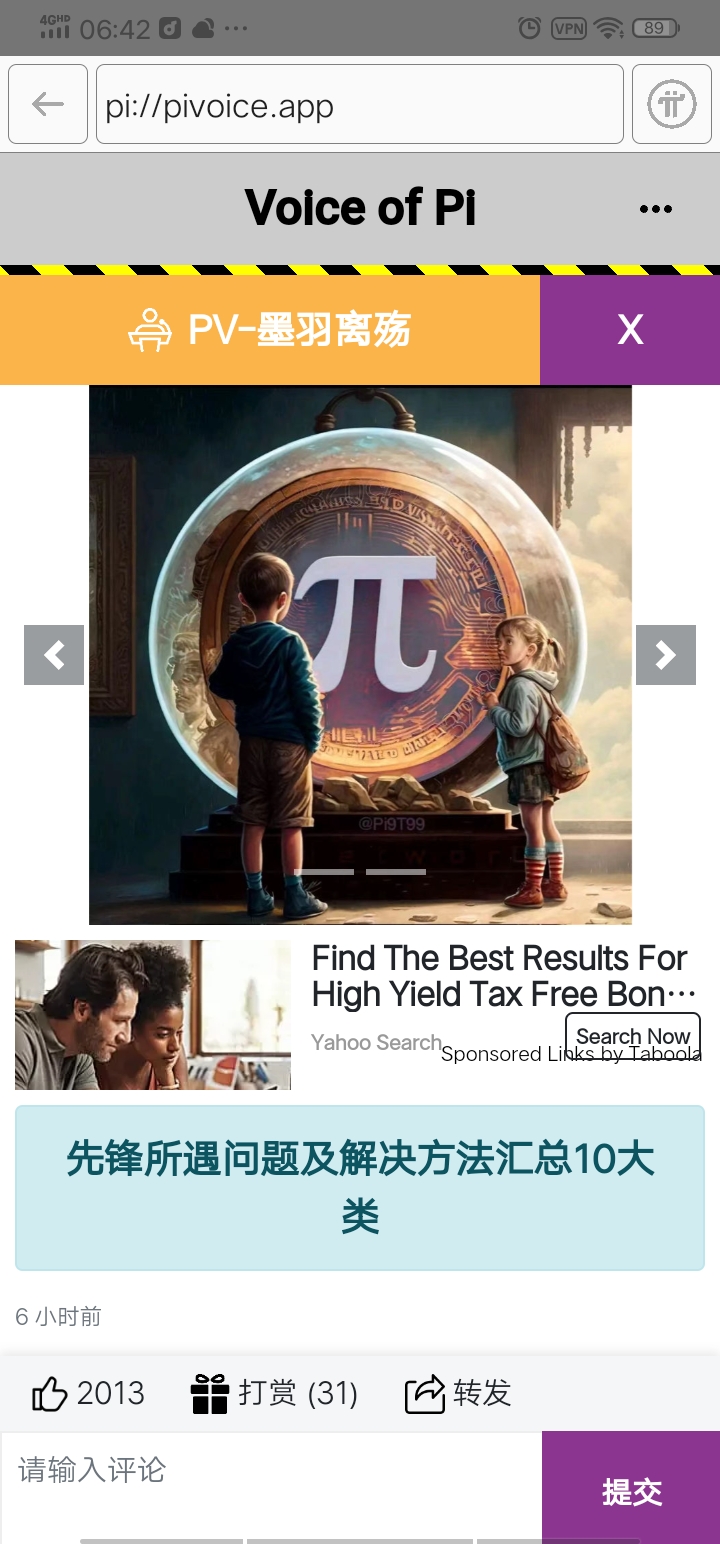 4GHD 06:42 VPN 89
pi://pivoice.app
Voice of Pi
PV-墨羽离殇 X
π
@Pi9T99
Find The Best Results For
High Yield Tax Free Bon…
Yahoo Search
Search Now
Sponsored Links by Taboola
先锋所遇问题及解决方法汇总10大
类
6 小时前
2013 打赏 (31) 转发
请输入评论
提交